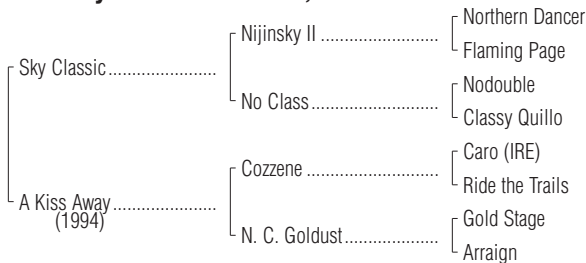 Northern Dancer
Nijinsky II ........................
Flaming Page
Sky Classic......................
Nodouble
No Class..........................
Classy Quillo
Caro (IRE)
Cozzene ...........................
Ride the Trails
A Kiss Away.....................
(1994)
Gold Stage
N. C. Goldust...................
Arraign